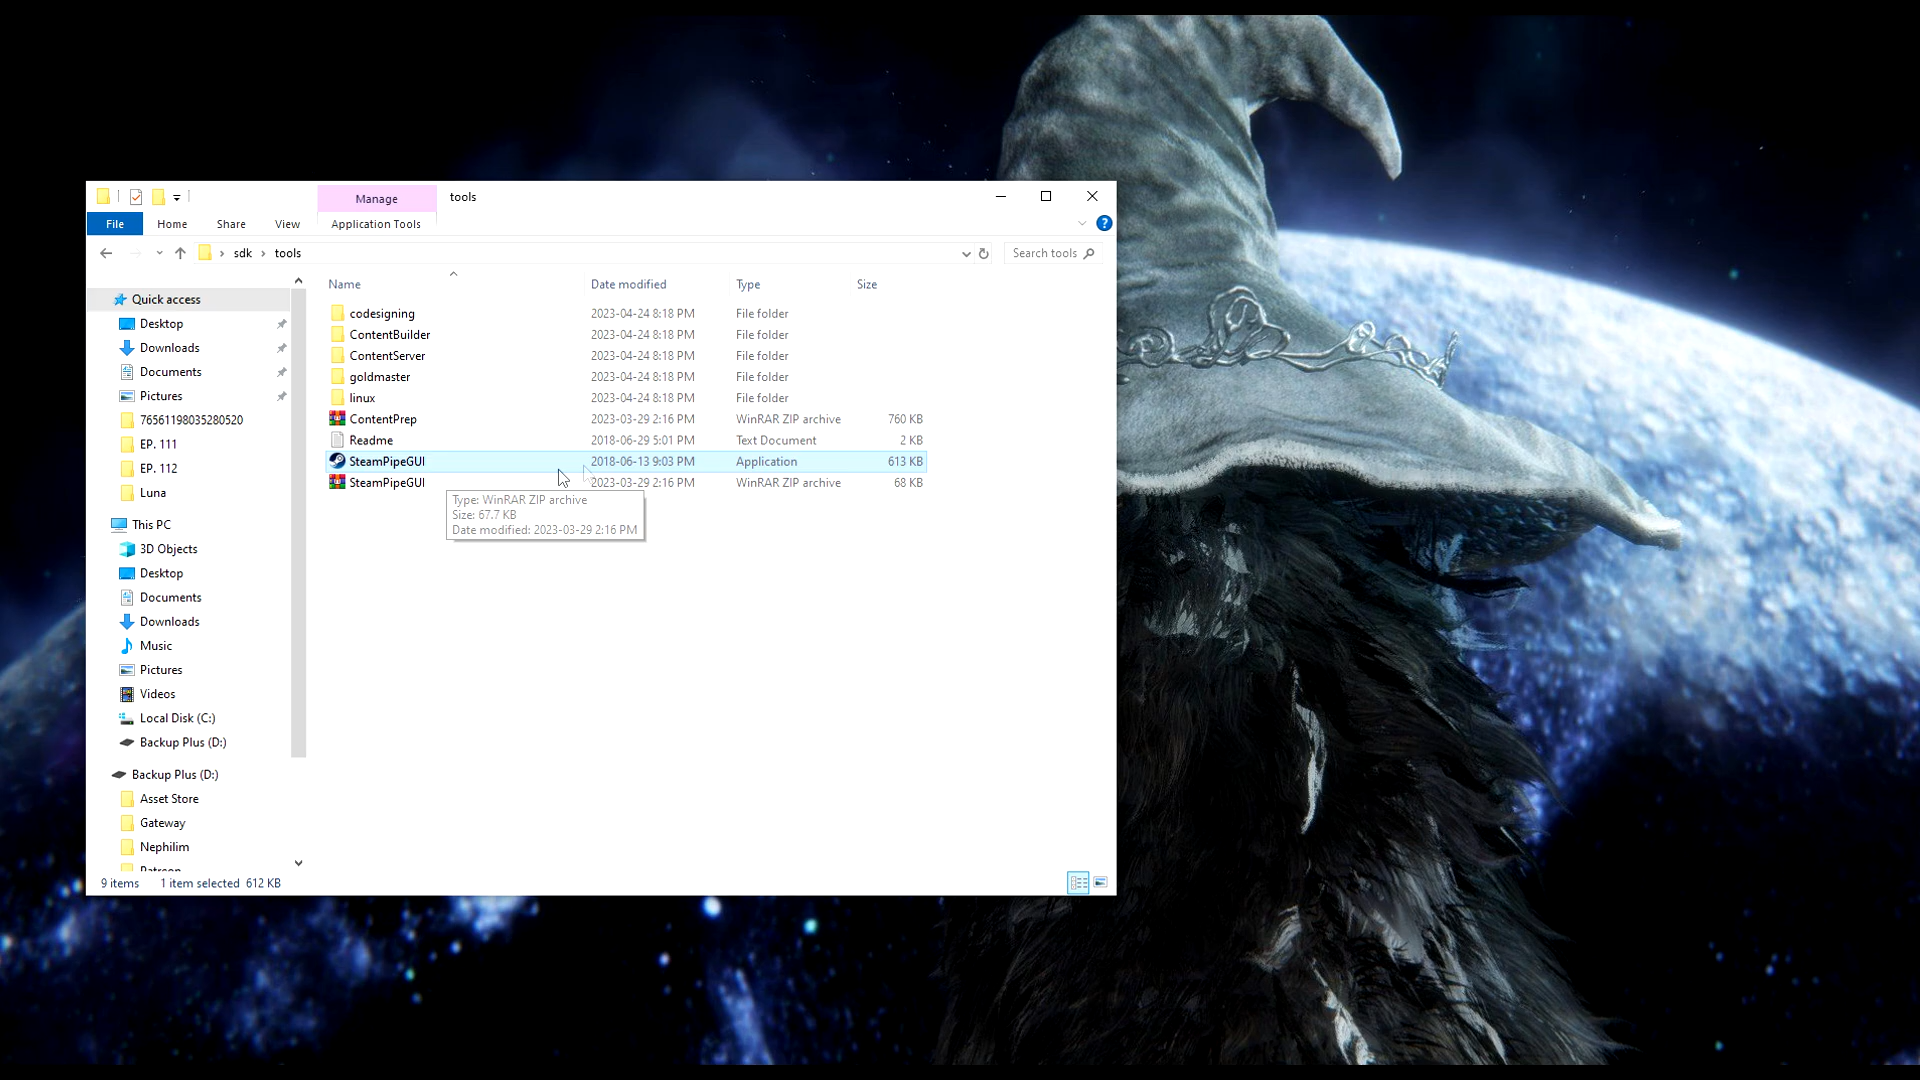 Manage
tools
File
Home
Share
View
Application Tools
sdk
tools
Search tools
Name
Date modified
Type
Size
Quick access
Desktop
Downloads
Documents
Pictures
76561198035280520
EP. 111
EP. 112
Luna
This PC
3D Objects
Desktop
Documents
Downloads
Music
Pictures
Videos
Local Disk (C:)
Backup Plus (D:)
Backup Plus (D:)
Asset Store
Gateway
Nephilim
codesigning 2023-04-24 8:18 PM File folder
ContentBuilder 2023-04-24 8:18 PM File folder
ContentServer 2023-04-24 8:18 PM File folder
goldmaster 2023-04-24 8:18 PM File folder
linux 2023-04-24 8:18 PM File folder
ContentPrep 2023-03-29 2:16 PM WinRAR ZIP archive 760 KB
Readme 2018-06-29 5:01 PM Text Document 2 KB
SteamPipeGUI 2018-06-13 9:03 PM Application 613 KB
SteamPipeGUI 2023-03-29 2:16 PM WinRAR ZIP archive 68 KB
Type: WinRAR ZIP archive
Size: 67.7 KB
Date modified: 2023-03-29 2:16 PM
9 items 1 item selected 612 KB